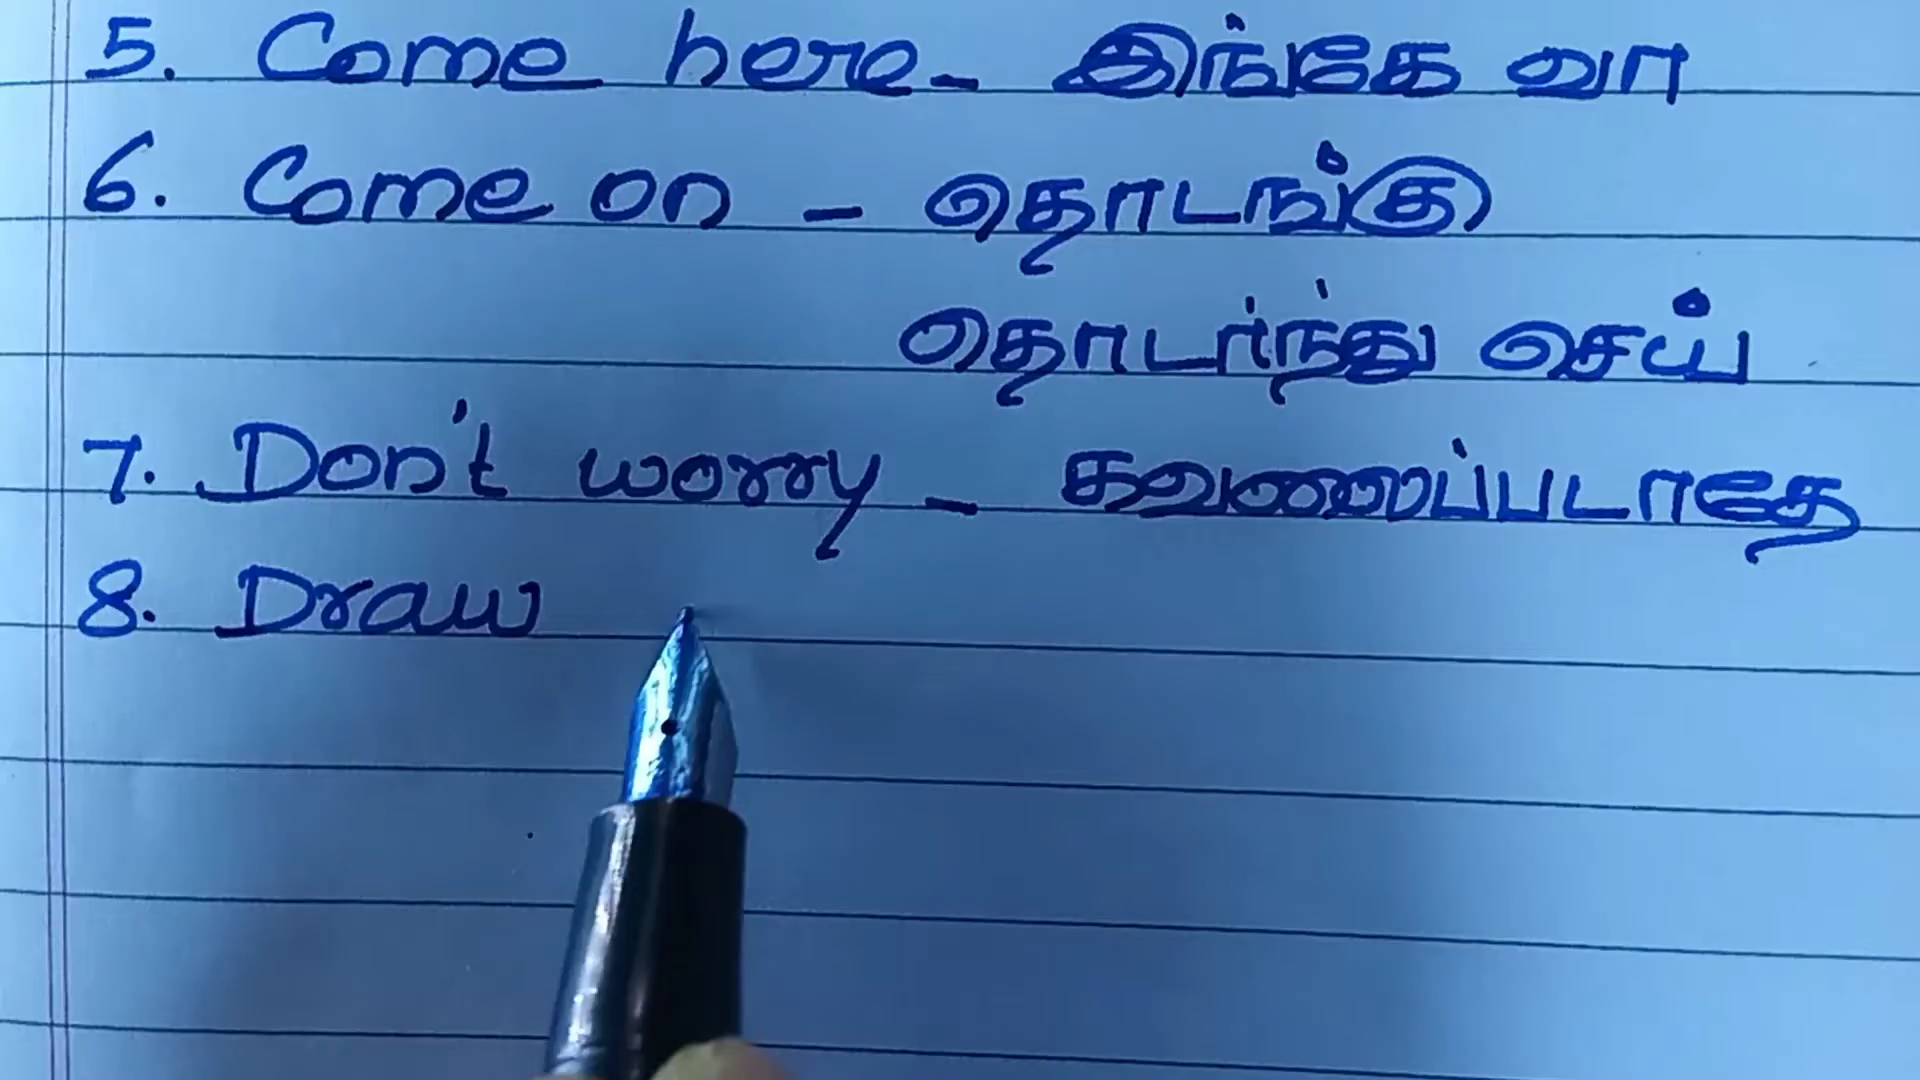 5. Come here - இங்கே வா
6. Come on - தொடங்கு
தொடர்ந்து செய்
7. Don't worry - கவலைப்படாதே
8. Draw